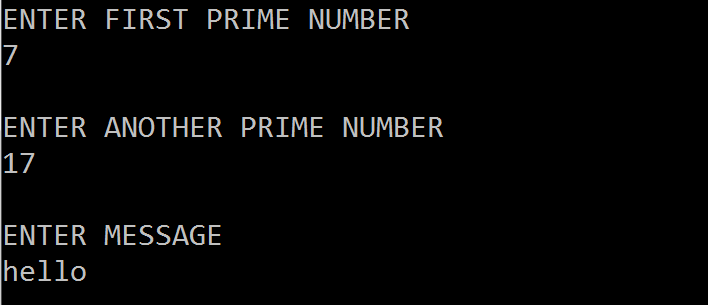 ENTER FIRST PRIME NUMBER
7
ENTER ANOTHER PRIME NUMBER
17
ENTER MESSAGE
hello